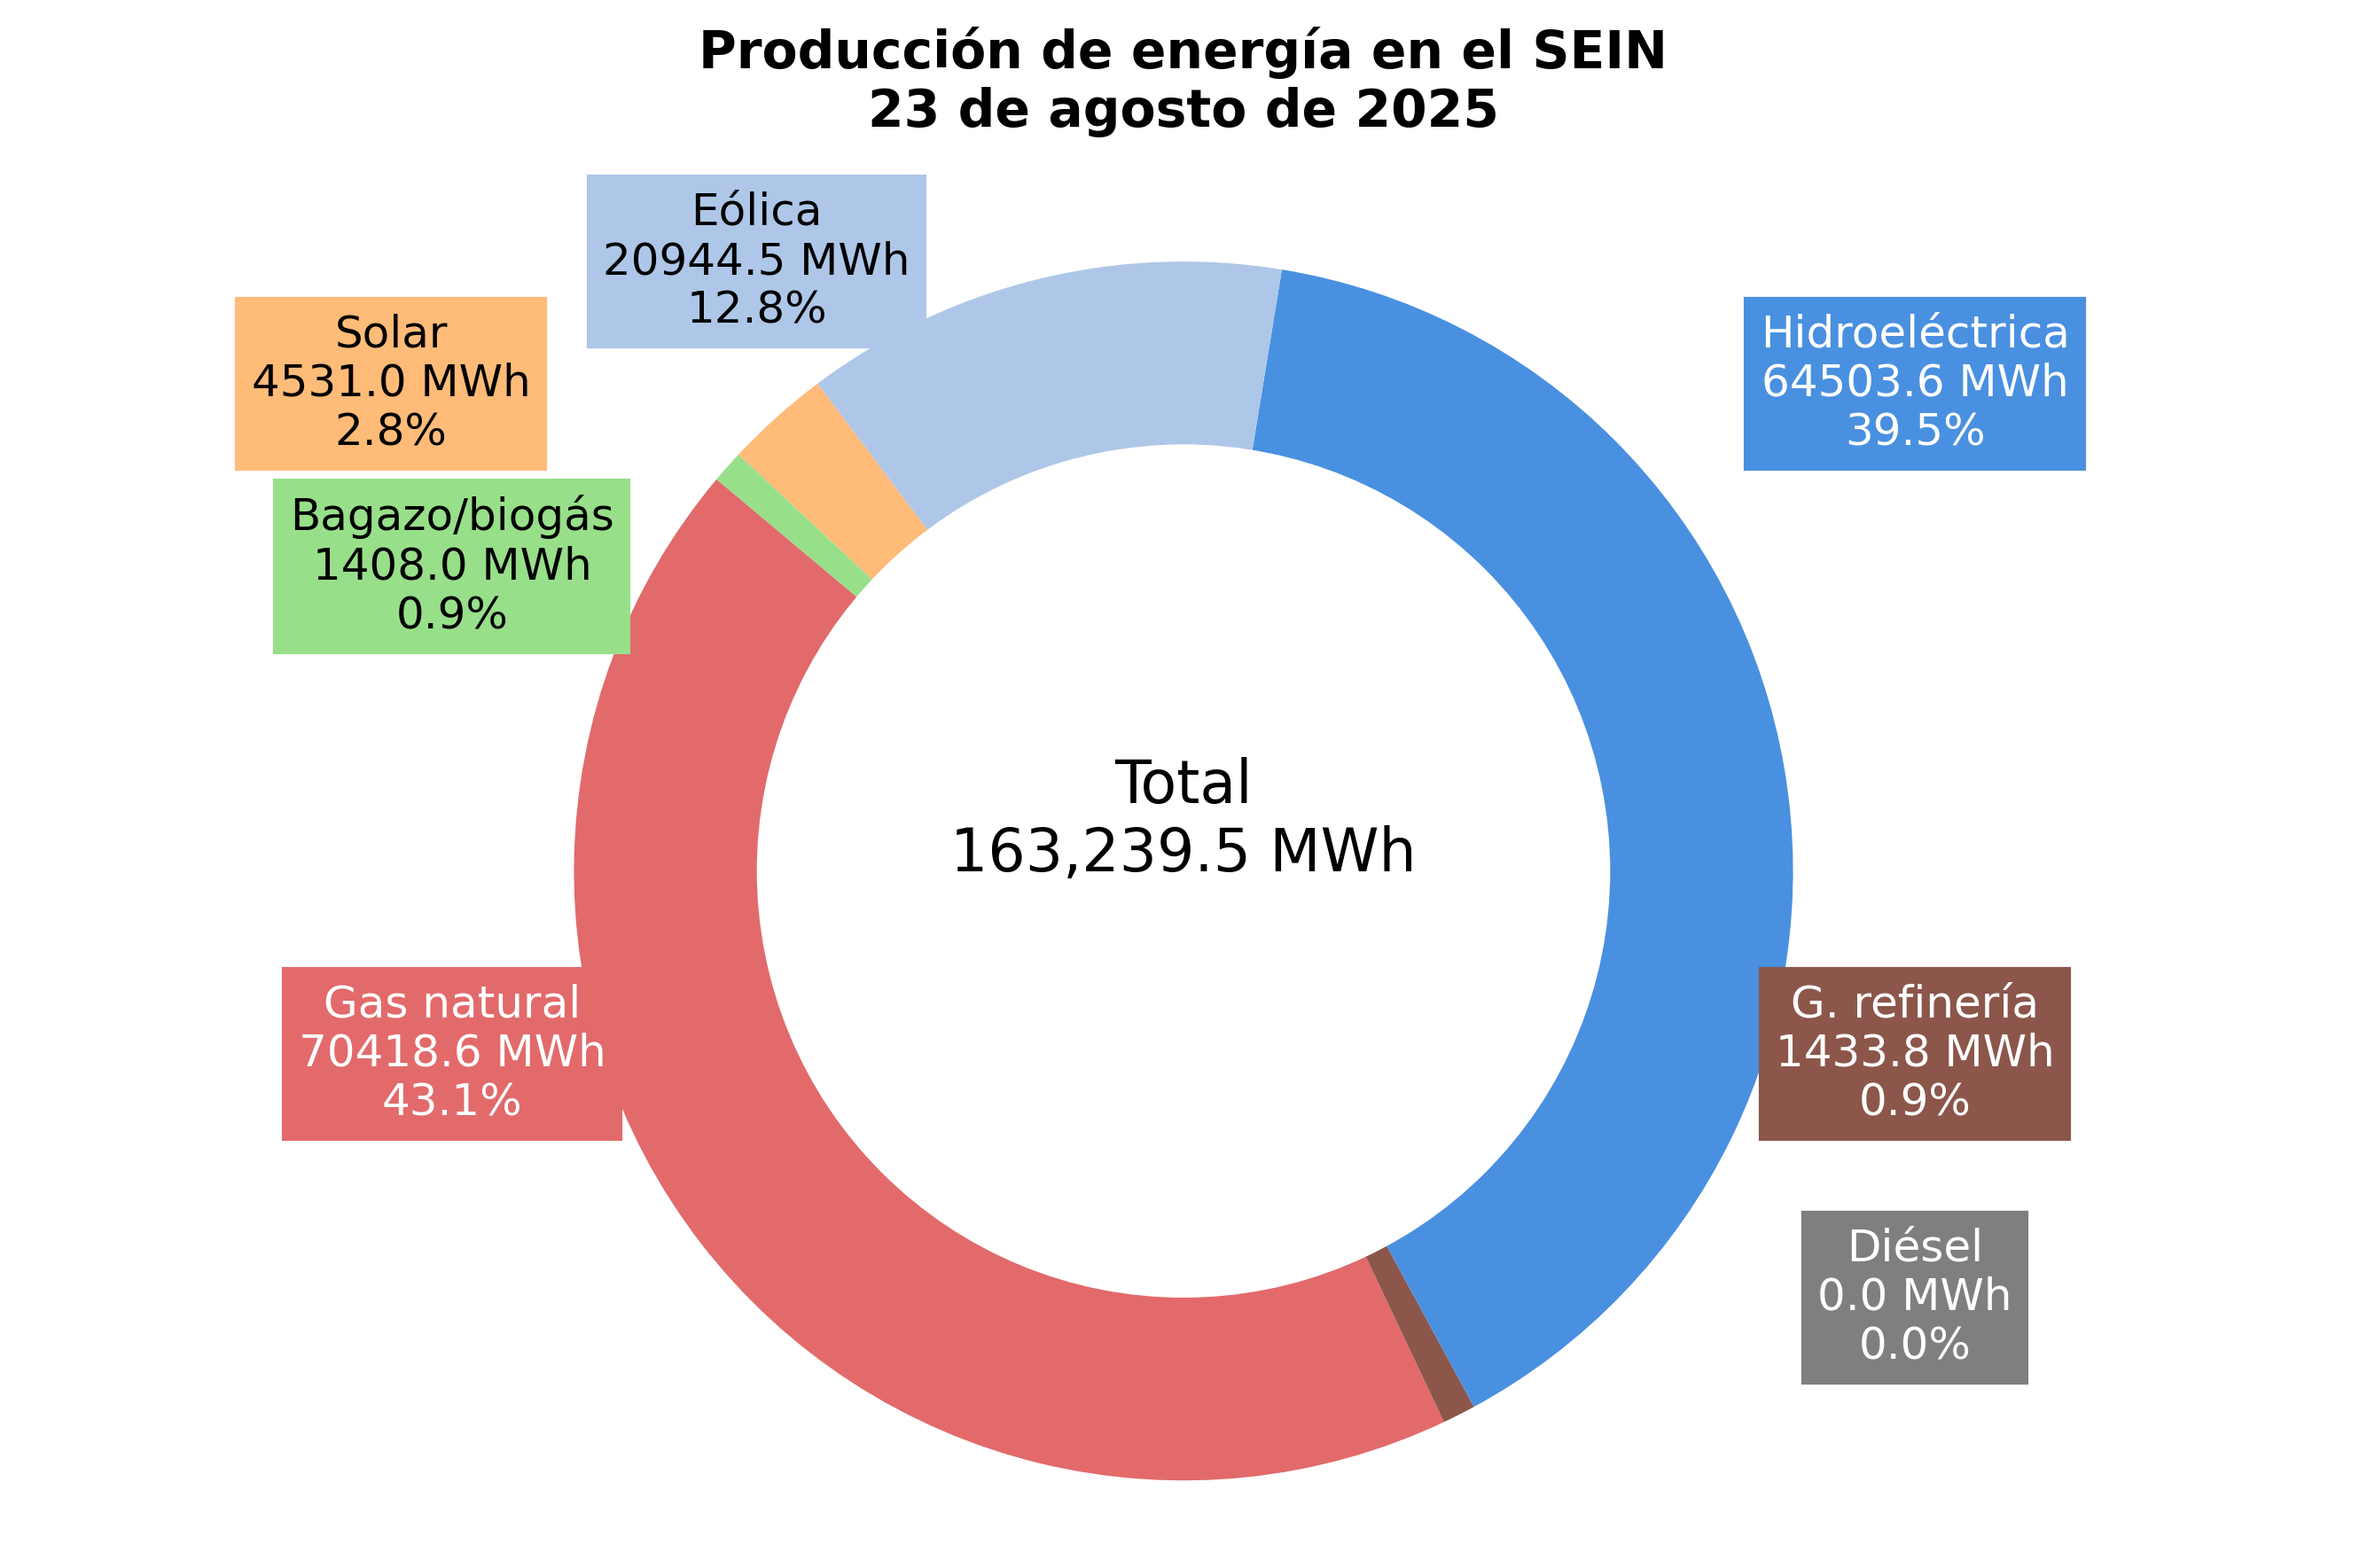 Producción de energía en el SEIN
23 de agosto de 2025
Eólica
20944.5 MWh
12.8%
Solar
4531.0 MWh
2.8%
Hidroeléctrica
64503.6 MWh
39.5%
Bagazo/biogás
1408.0 MWh
0.9%
Total
163,239.5 MWh
Gas natural
70418.6 MWh
43.1%
G. refinería
1433.8 MWh
0.9%
Diésel
0.0 MWh
0.0%